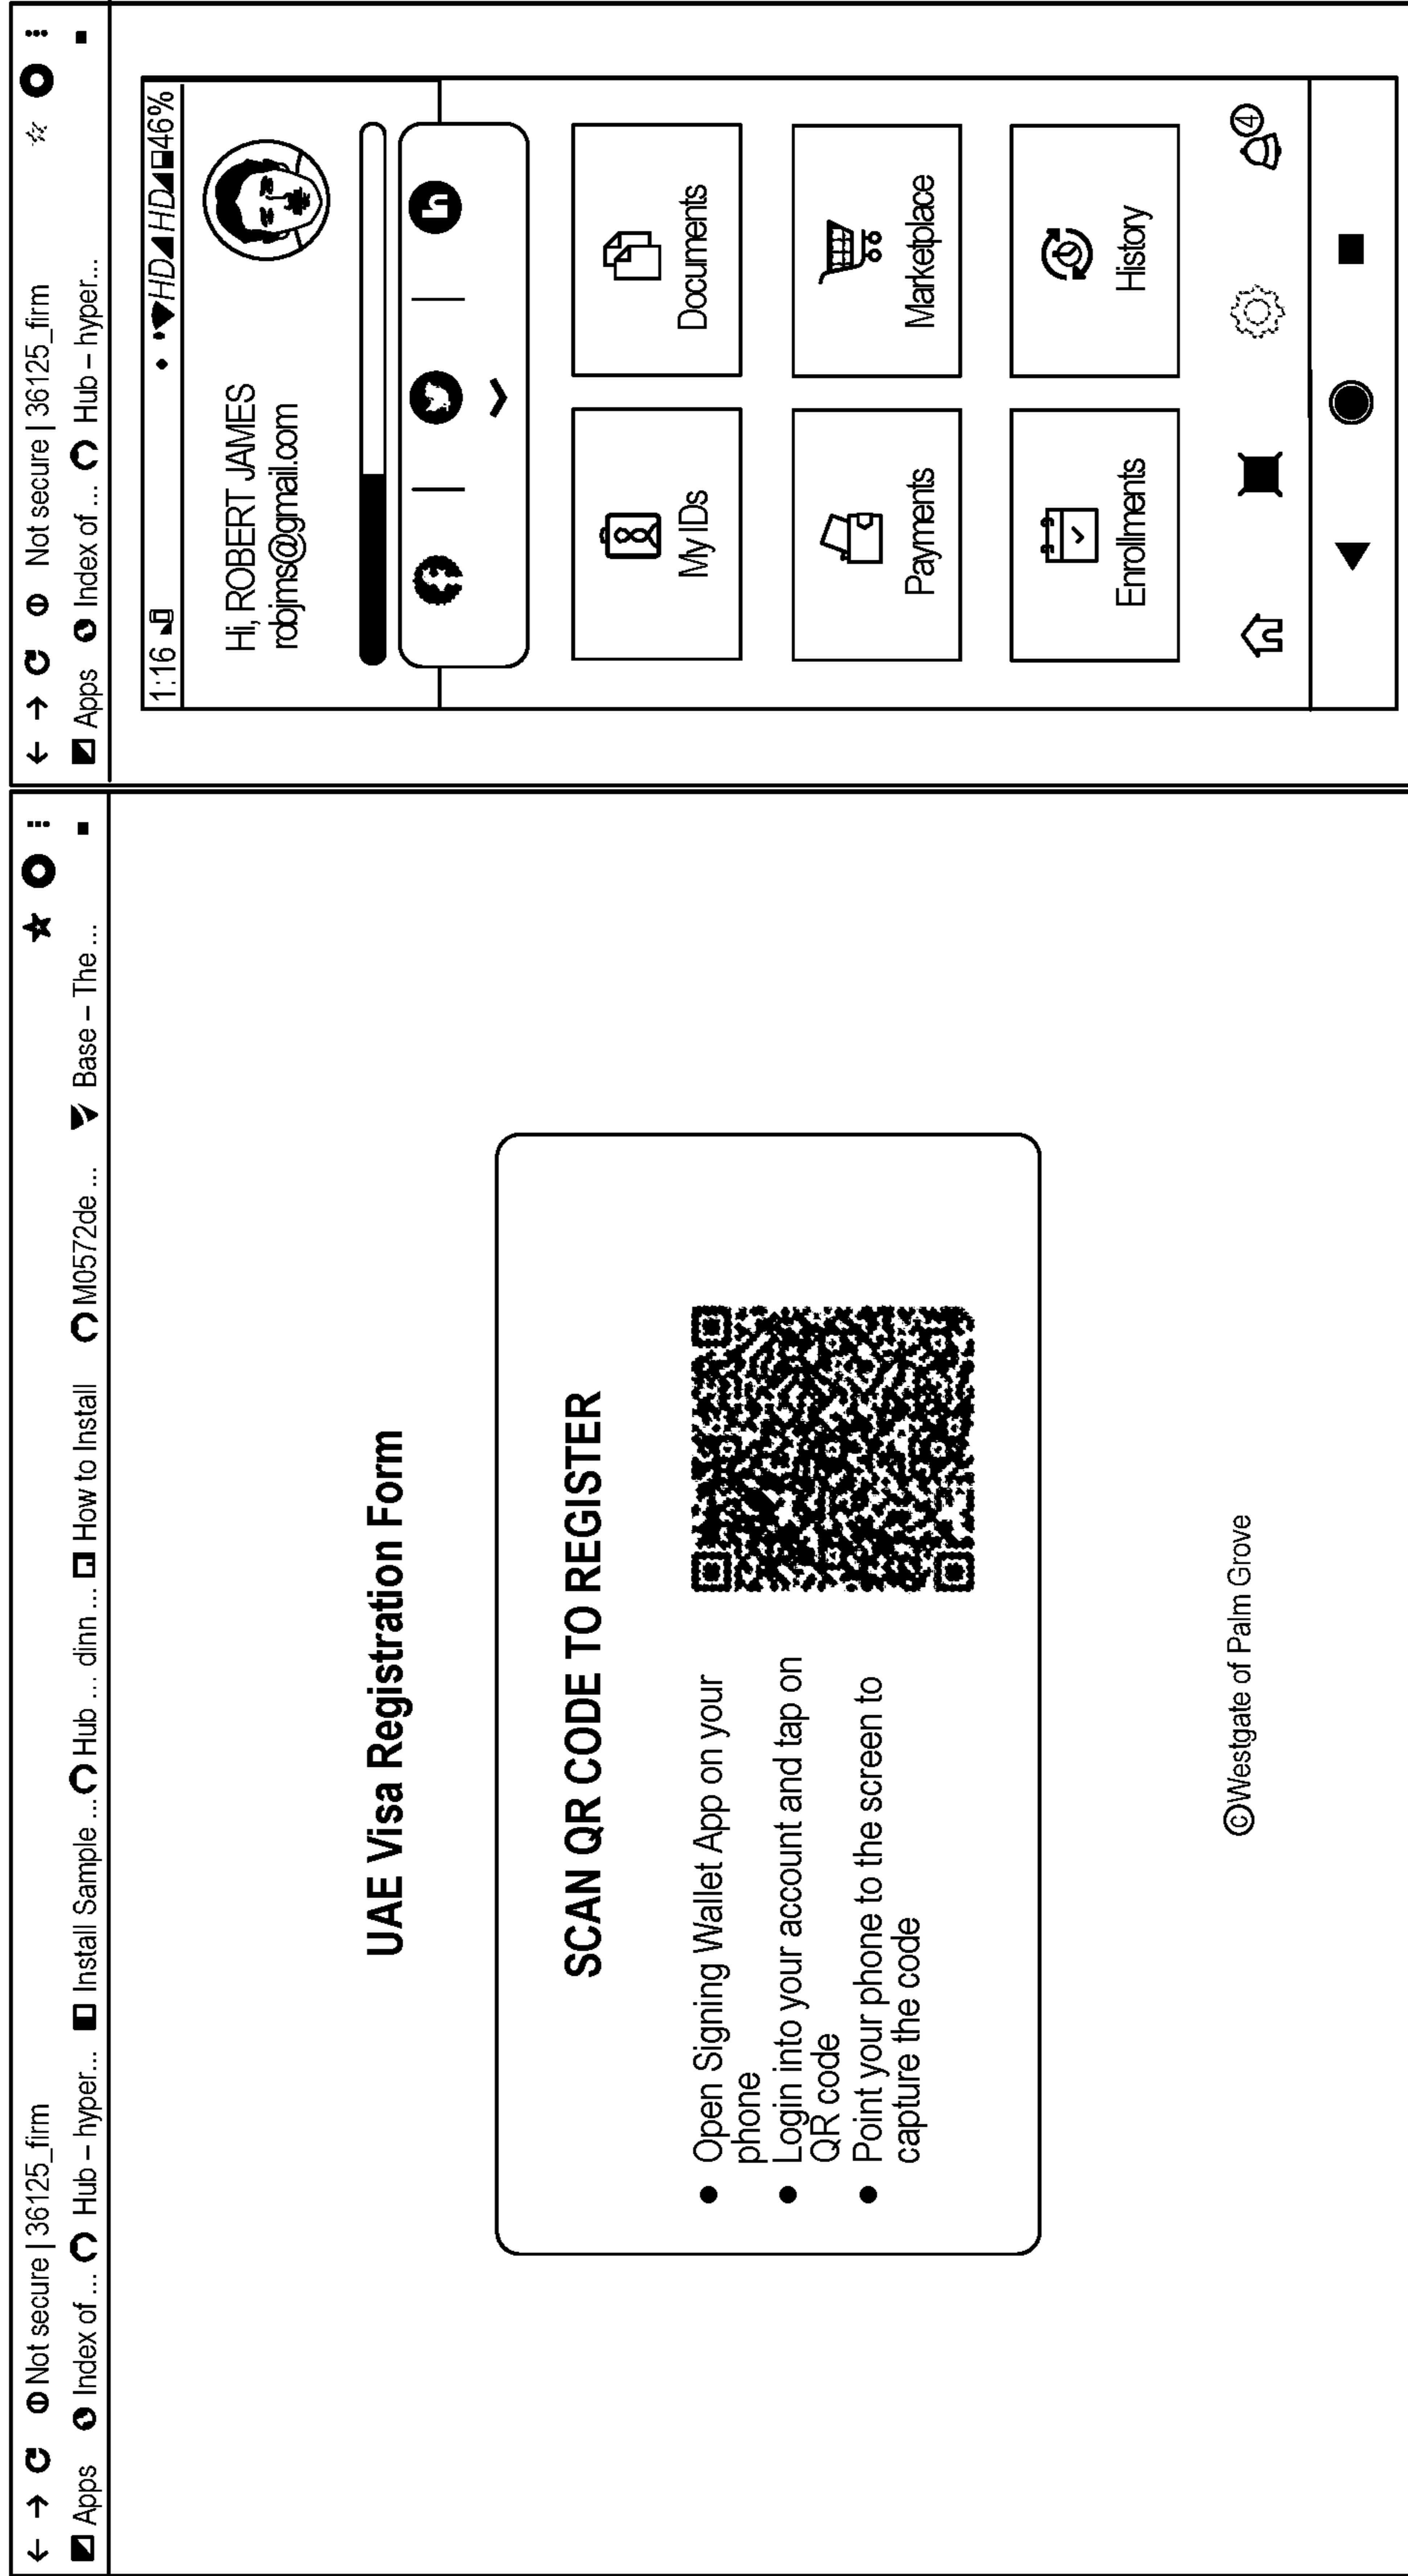 Not secure | 36125_firm
Apps Index of ... Hub – hyper... Install Sample ... Hub ... dinn ... How to Install M0572de ... Base – The ...
UAE Visa Registration Form
SCAN QR CODE TO REGISTER
• Open Signing Wallet App on your
phone
• Login into your account and tap on
QR code
• Point your phone to the screen to
capture the code
©Westgate of Palm Grove
Not secure | 36125_firm
Apps Index of ... Hub – hyper...
1:16 HD HD 46%
Hi, ROBERT JAMES
robjms@gmail.com
f h
My IDs Documents
Payments Marketplace
Enrollments History
4